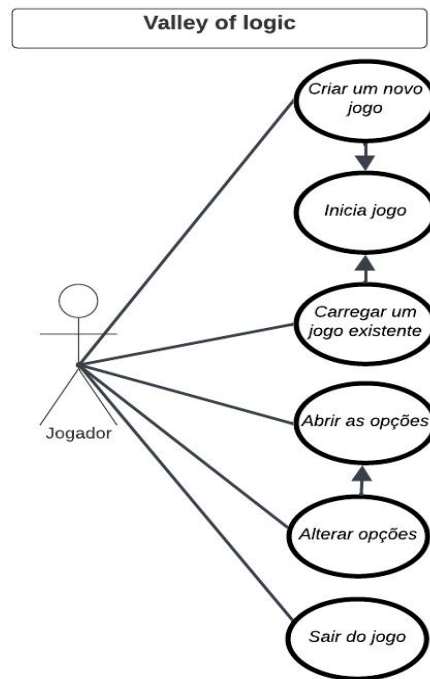 Valley of logic
Criar um novo
jogo
Inicia jogo
Carregar um
jogo existente
Jogador
Abrir as opções
Alterar opções
Sair do jogo